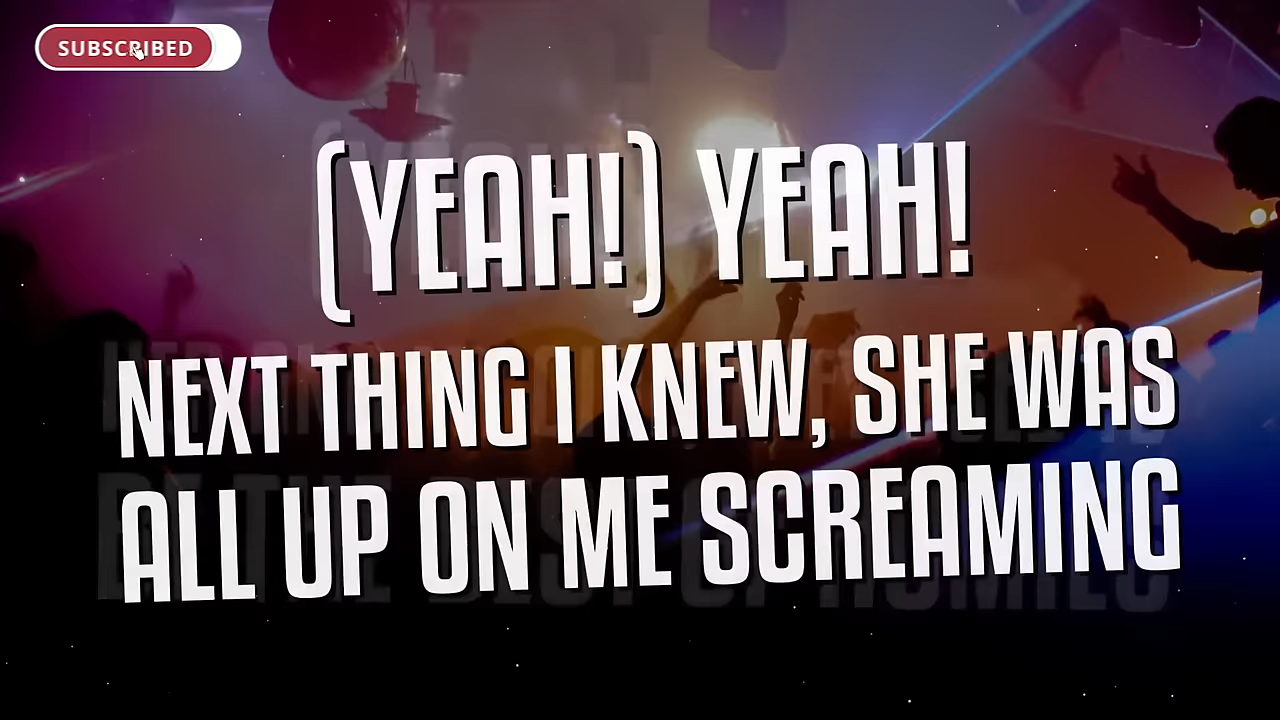 SUBSCRIBED
(YEAH!) YEAH!
NEXT THING I KNEW, SHE WAS
ALL UP ON ME SCREAMING